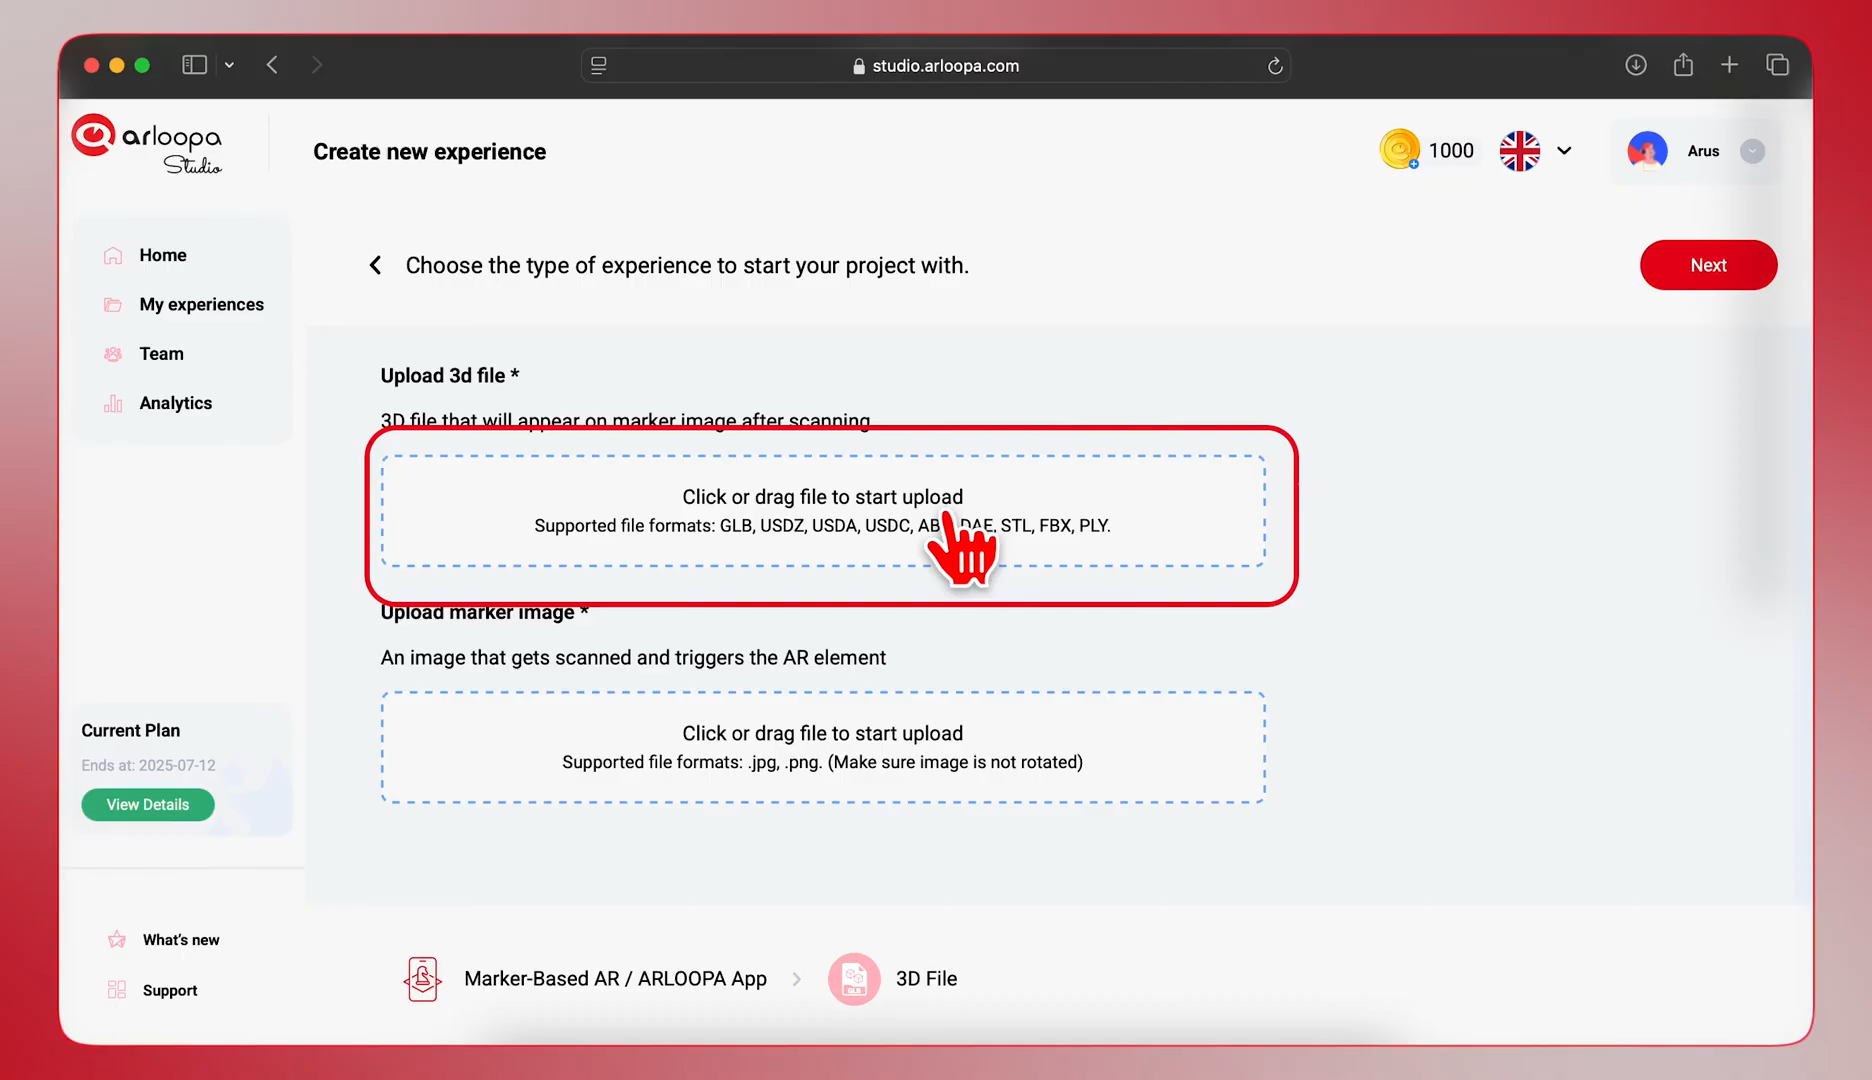 studio.arloopa.com
arloopa
Studio
Create new experience
1000
Arus
Home
My experiences
Team
Analytics
Choose the type of experience to start your project with.
Next
Upload 3d file *
3D file that will appear on marker image after scanning
Click or drag file to start upload
Supported file formats: GLB, USDZ, USDA, USDC, DAE, STL, FBX, PLY.
Upload marker image *
An image that gets scanned and triggers the AR element
Click or drag file to start upload
Supported file formats: .jpg, .png. (Make sure image is not rotated)
Current Plan
Ends at: 2025-07-12
View Details
What's new
Support
Marker-Based AR / ARLOOPA App
3D File